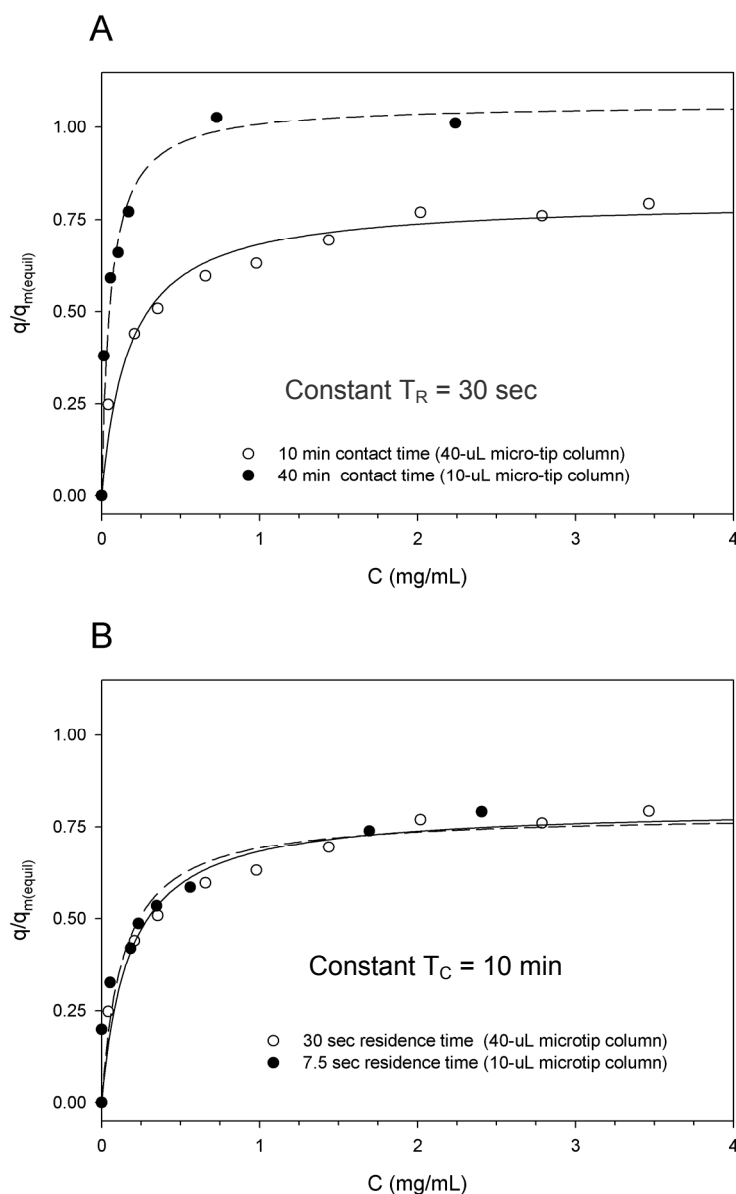 A
1.00
0.75
0.50
0.25
0.00
q/qm(equil)
Constant TR = 30 sec
10 min contact time (40-uL micro-tip column)
40 min contact time (10-uL micro-tip column)
0 1 2 3 4
C (mg/mL)
B
1.00
0.75
0.50
0.25
0.00
q/qm(equil)
Constant TC = 10 min
30 sec residence time (40-uL microtip column)
7.5 sec residence time (10-uL microtip column)
0 1 2 3 4
C (mg/mL)